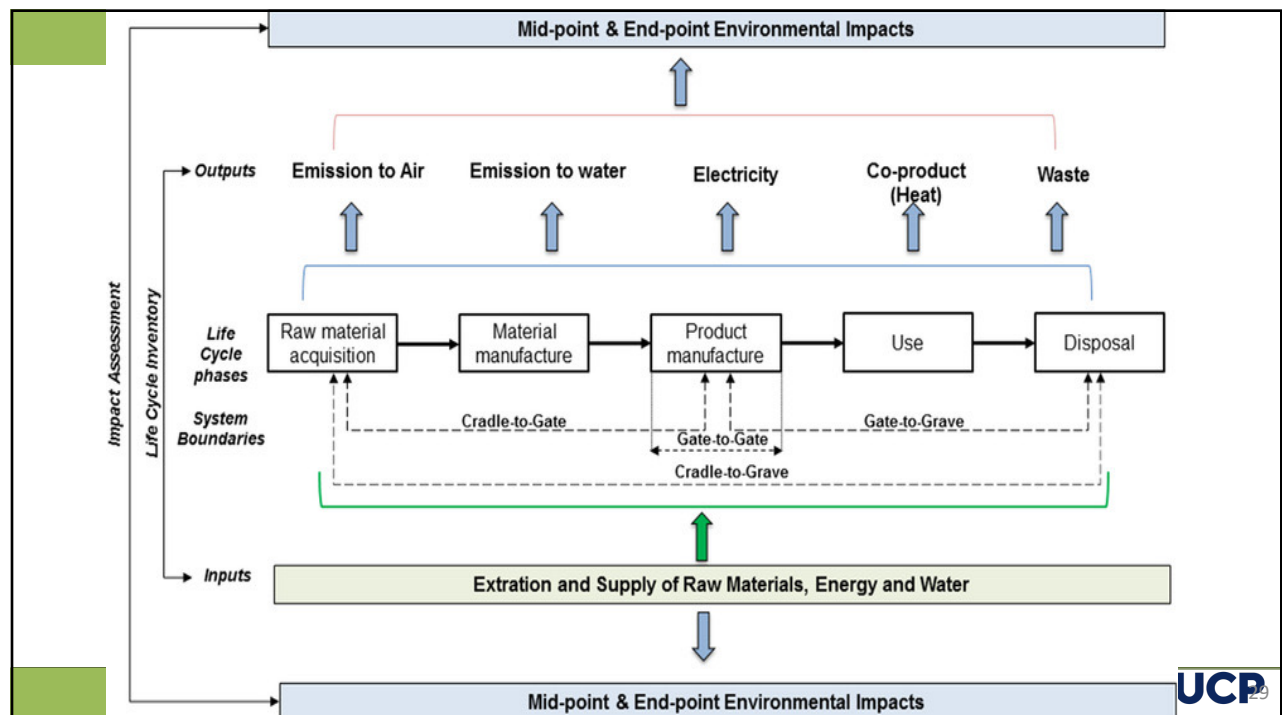 Mid-point & End-point Environmental Impacts
Outputs
Emission to Air
Emission to water
Electricity
Co-product
(Heat)
Waste
Impact Assessment
Life Cycle Inventory
Life
Cycle
phases
Raw material
acquisition
Material
manufacture
Product
manufacture
Use
Disposal
System
Boundaries
Cradle-to-Gate
Gate-to-Gate
Gate-to-Grave
Cradle-to-Grave
Inputs
Extration and Supply of Raw Materials, Energy and Water
Mid-point & End-point Environmental Impacts
UCP
29